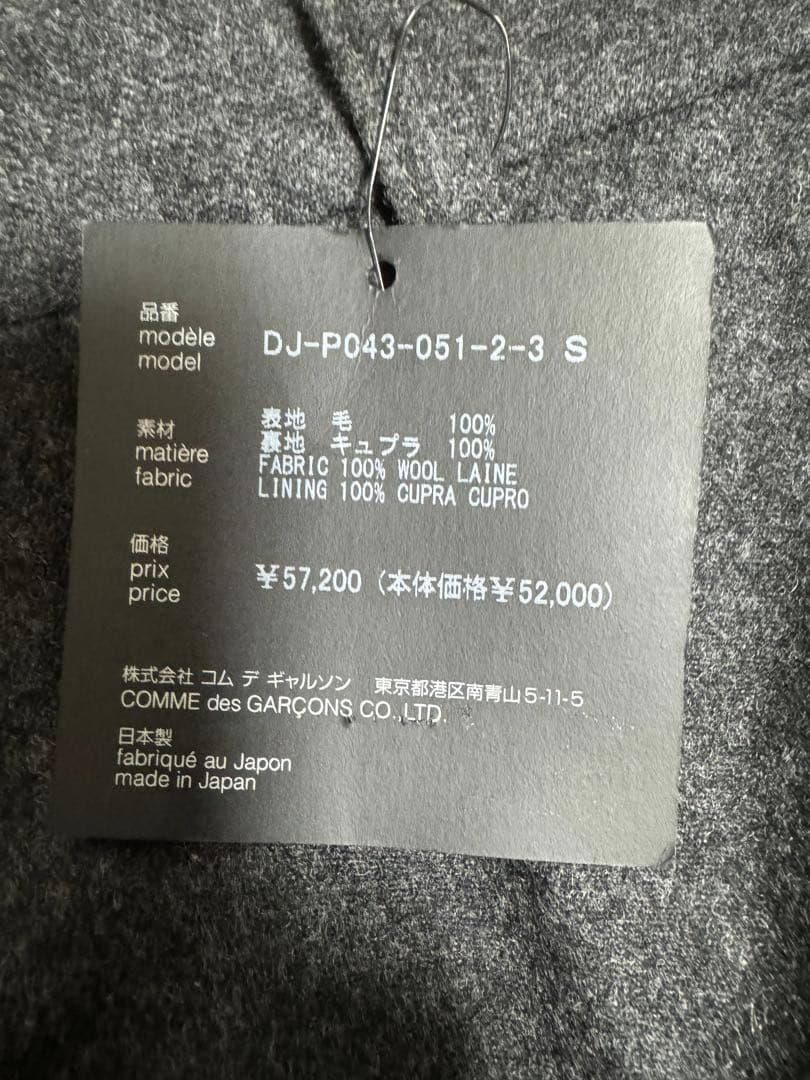 品番
modèle
model
DJ-P043-051-2-3 S
素材
matière
fabric
表地 毛 100%
裏地 キュプラ 100%
FABRIC 100% WOOL LAINE
LINING 100% CUPRA CUPRO
価格
prix
price
¥57,200 (本体価格¥52,000)
株式会社 コム デ ギャルソン 東京都港区南青山5-11-5
COMME des GARÇONS CO.,LTD.
日本製
fabriqué au Japon
made in Japan